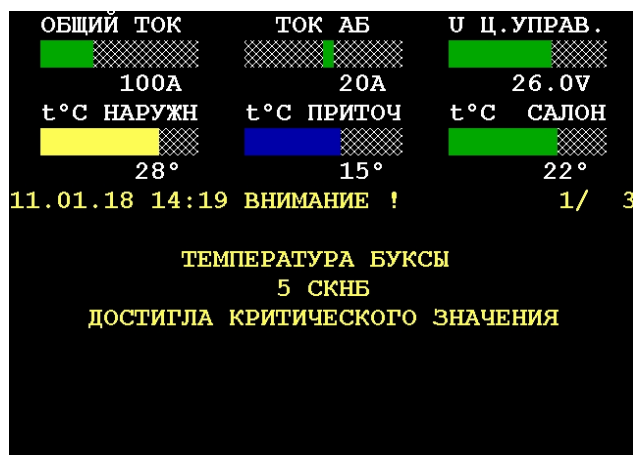 ОБЩИЙ ТОК ТОК АБ U Ц.УПРАВ.
100А 20А 26.0V
t°C НАРУЖН t°C ПРИТОЧ t°C САЛОН
28° 15° 22°
11.01.18 14:19 ВНИМАНИЕ ! 1/ 3
ТЕМПЕРАТУРА БУКСЫ
5 СКНБ
ДОСТИГЛА КРИТИЧЕСКОГО ЗНАЧЕНИЯ